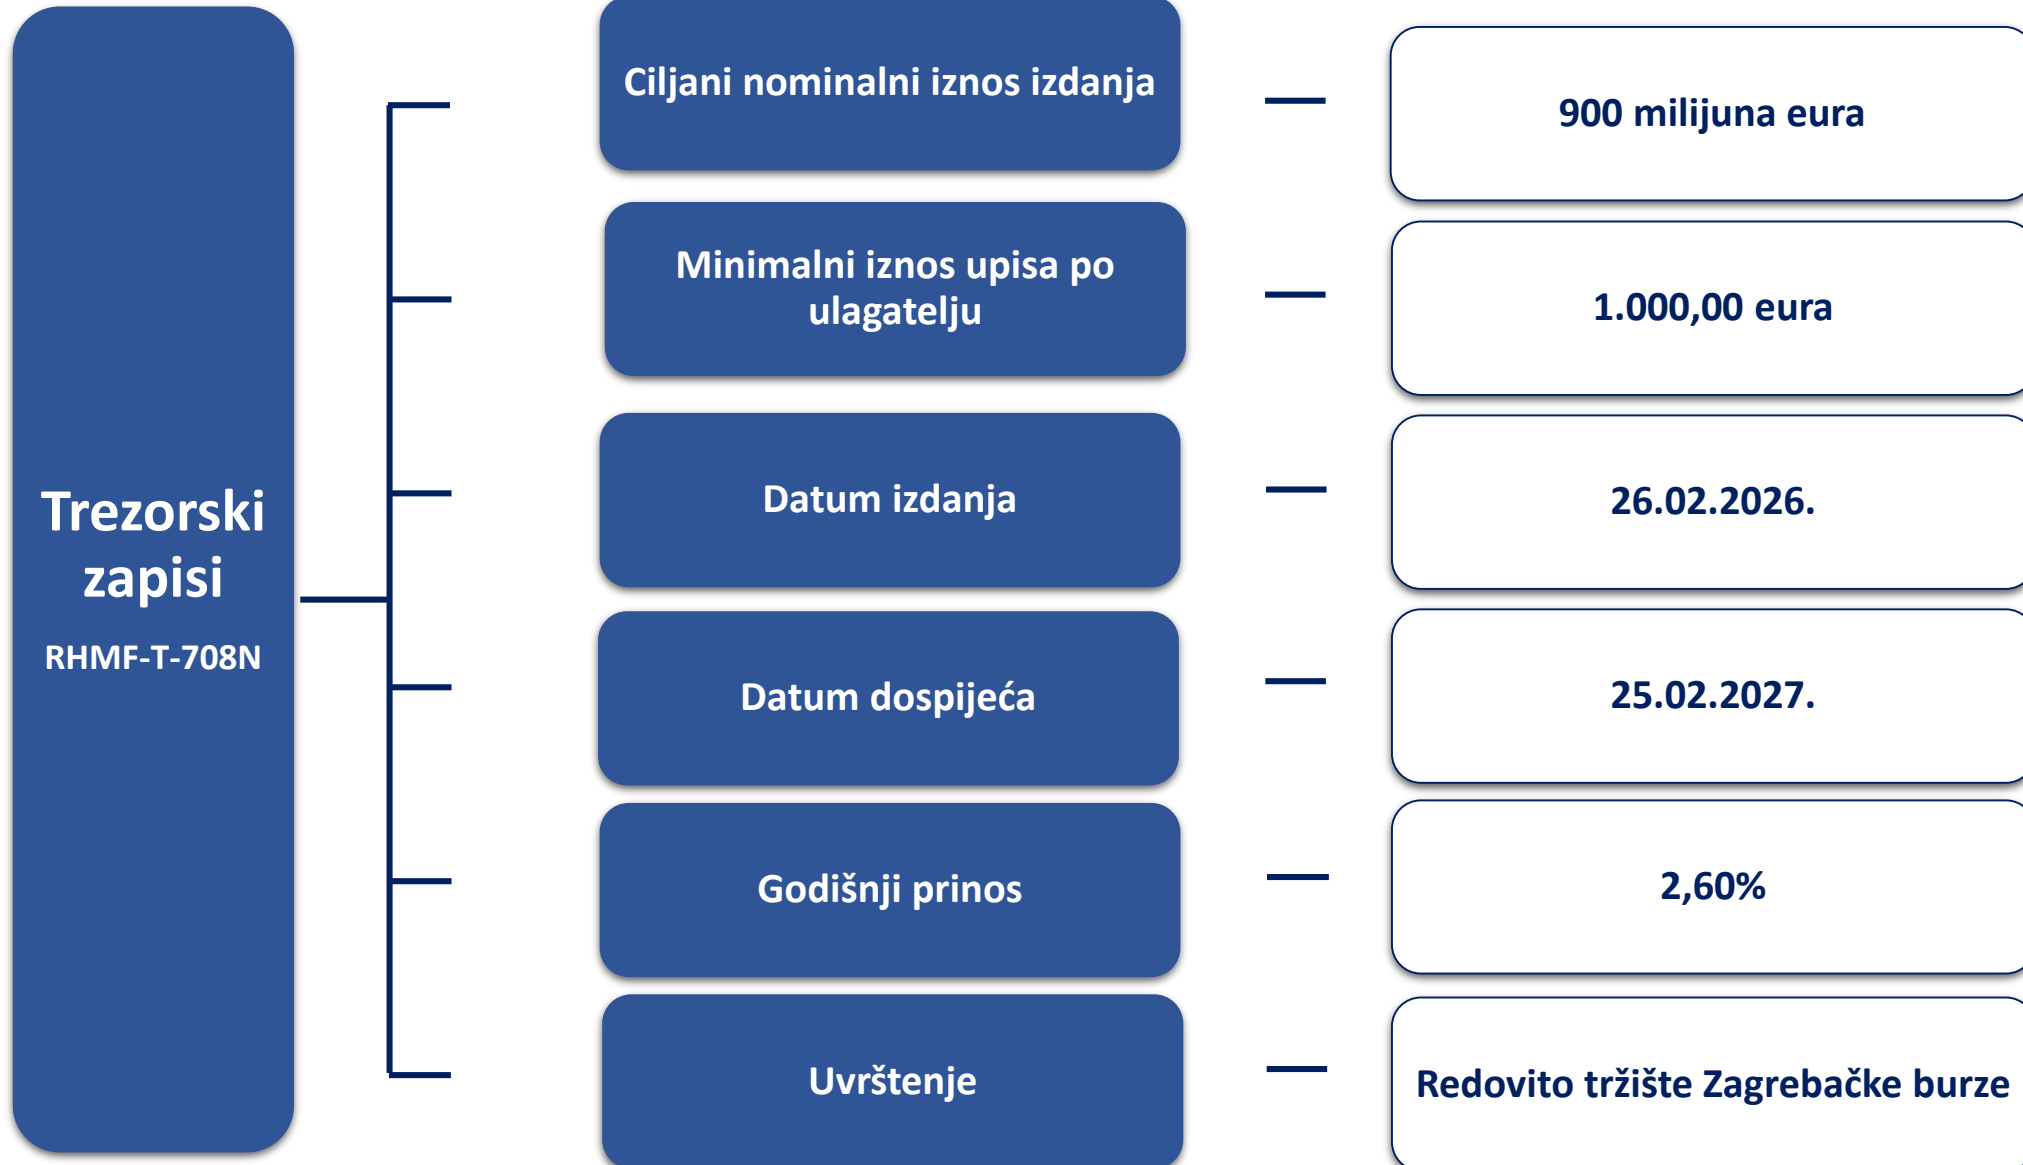 Trezorski
zapisi
RHMF-T-708N
Ciljani nominalni iznos izdanja
900 milijuna eura
Minimalni iznos upisa po
ulagatelju
1.000,00 eura
Datum izdanja
26.02.2026.
Datum dospijeća
25.02.2027.
Godišnji prinos
2,60%
Uvrštenje
Redovito tržište Zagrebačke burze